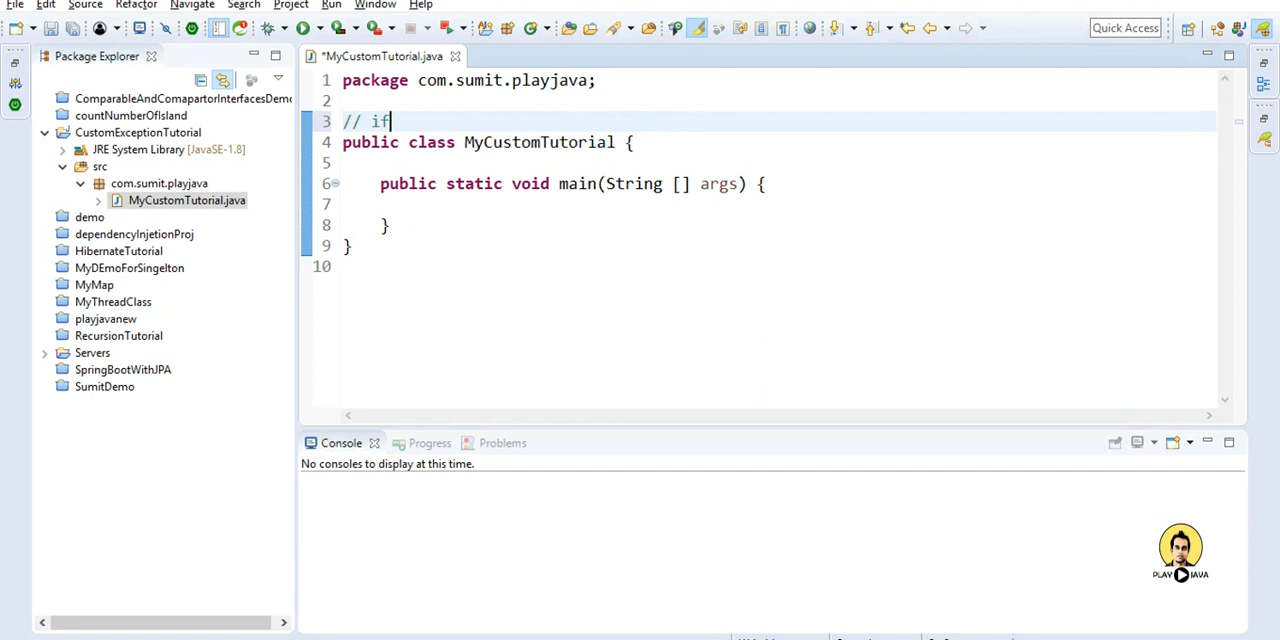 File Edit Source Refactor Navigate Search Project Run Window Help
Quick Access
Package Explorer
*MyCustomTutorial.java
ComparableAndComapartorInterfacesDemo
countNumberOfIsland
CustomExceptionTutorial
JRE System Library [JavaSE-1.8]
src
com.sumit.playjava
MyCustomTutorial.java
demo
dependencyInjetionProj
HibernateTutorial
MyDEmoForSingelton
MyMap
MyThreadClass
playjavanew
RecursionTutorial
Servers
SpringBootWithJPA
SumitDemo
1 package com.sumit.playjava;
2
3 // if
4 public class MyCustomTutorial {
5
6 public static void main(String [] args) {
7
8 }
9 }
10
Console Progress Problems
No consoles to display at this time.
PLAY JAVA